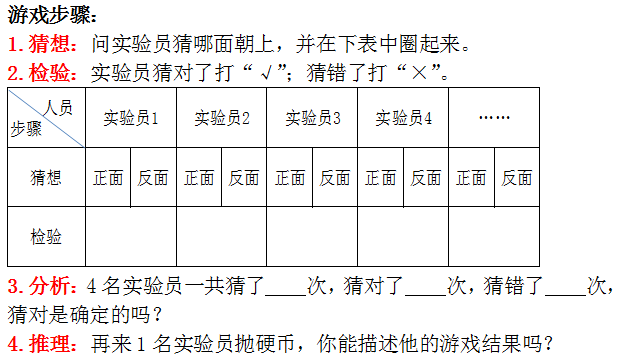 游戏步骤：
1.猜想：问实验员猜哪面朝上，并在下表中圈起来。
2.检验：实验员猜对了打“√”；猜错了打“×”。
人员
步骤
实验员1 实验员2 实验员3 实验员4 ……
猜想 正面 反面 正面 反面 正面 反面 正面 反面 正面 反面
检验
3.分析：4名实验员一共猜了____次，猜对了____次，猜错了____次，
猜对是确定的吗？
4.推理：再来1名实验员抛硬币，你能描述他的游戏结果吗？